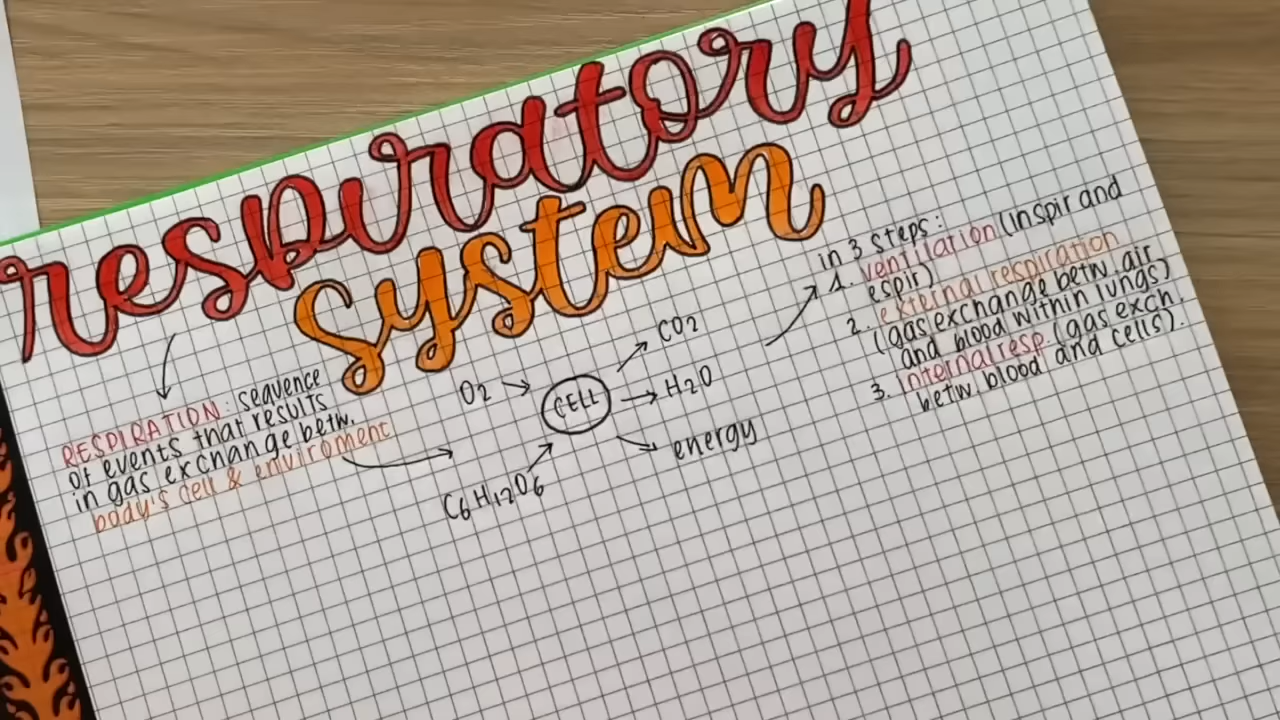 respiratory
system
RESPIRATION: seqvence
of events that results
in gas exchange betw.
body's cell & enviroment
O2
C6H12O6
CELL
CO2
H2O
energy
in 3 steps:
1. ventilation (inspir and
espir)
2. external respiration
(gas exchange betw. air
and blood within lungs)
3. internal resp. (gas exch.
betw blood and cells).